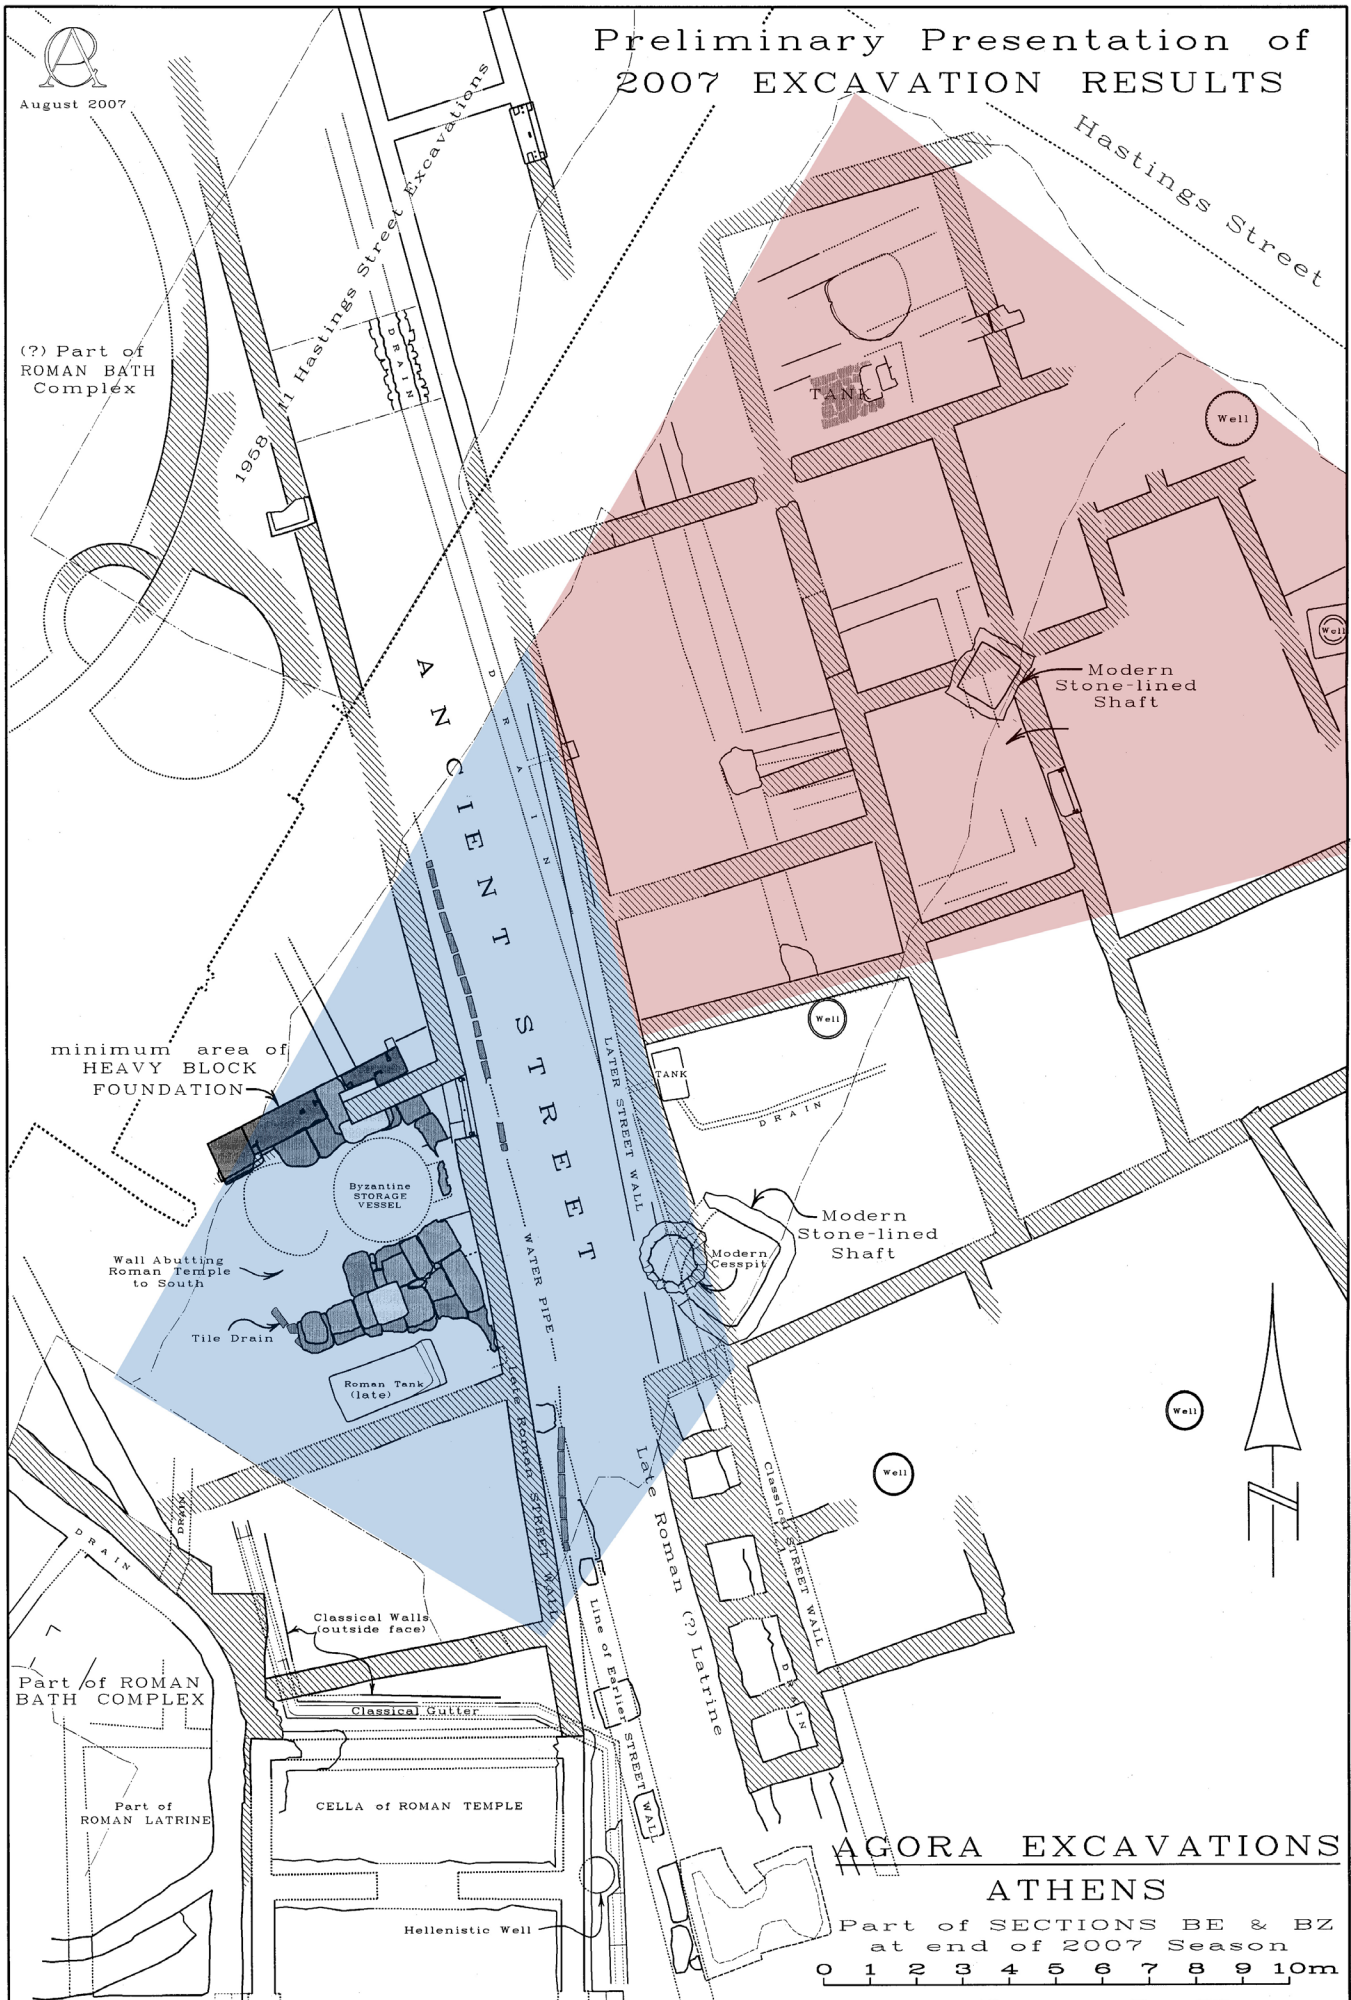 Preliminary Presentation of
2007 EXCAVATION RESULTS
August 2007
Hastings Street
1958
Hastings Street Excavations
DRAIN
(?) Part of
ROMAN BATH
Complex
TANK
Well
Well
Modern
Stone-lined
Shaft
ANCIENT STREET
DRAIN
minimum area of
HEAVY BLOCK
FOUNDATION
Well
TANK
DRAIN
LATER STREET WALL
Byzantine
STORAGE
VESSEL
Modern
Stone-lined
Shaft
Modern
Cesspit
Wall Abutting
Roman Temple
to South
WATER PIPE
Tile Drain
Roman Tank
(late)
Late Roman STREET WALL
Well
Well
DRAIN
DRAIN
Late Roman (?) Latrine
Classical STREET WALL
DRAIN
Line of Earlier STREET WALL
Classical Walls
(outside face)
Part of ROMAN
BATH COMPLEX
Classical Gutter
Part of
ROMAN LATRINE
CELLA of ROMAN TEMPLE
Hellenistic Well
N
AGORA EXCAVATIONS
ATHENS
Part of SECTIONS BE & BZ
at end of 2007 Season
0 1 2 3 4 5 6 7 8 9 10m